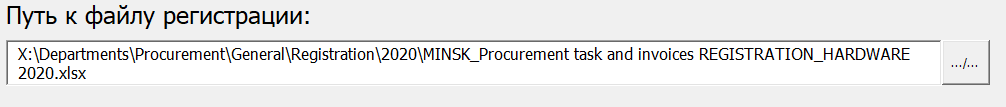 Путь к файлу регистрации:
X:\Departments\Procurement\General\Registration\2020\MINSK_Procurement task and invoices REGISTRATION_HARDWARE
2020.xlsx
.../...